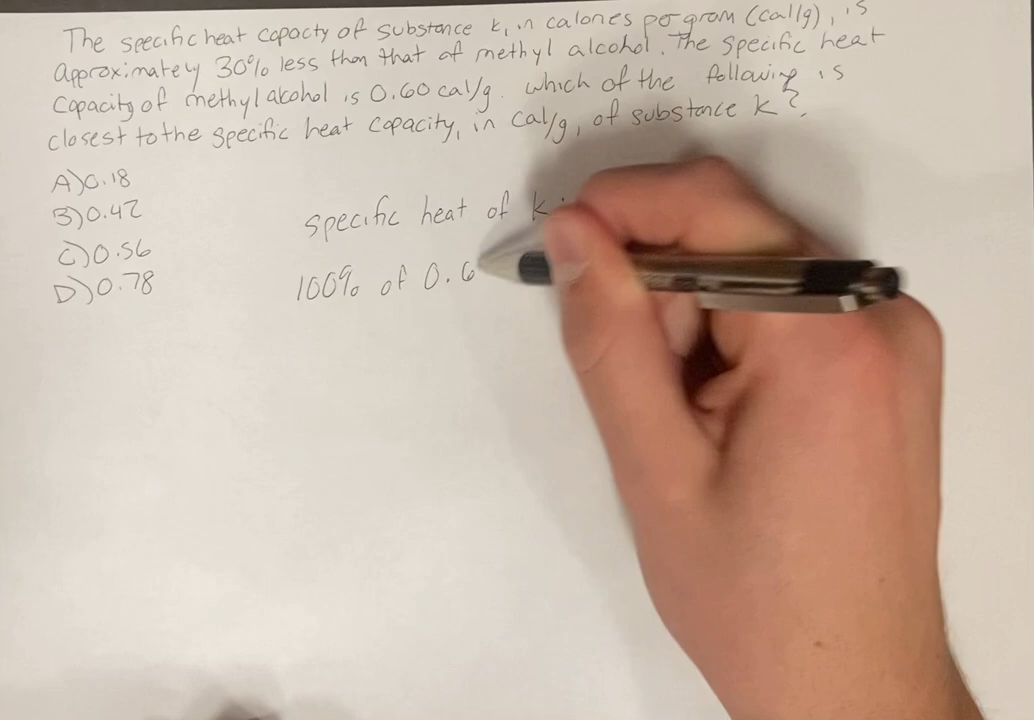 The specific heat capacty of substance k, in calories per gram (cal/g), is
approximately 30% less than that of methyl alcohol. The specific heat
capacity of methyl alcohol is 0.60 cal/g. which of the following is
closest to the specific heat capacity, in cal/g, of substance k?
A) 0.18
B) 0.42
C) 0.56
D) 0.78
specific heat of k
100% of 0.6